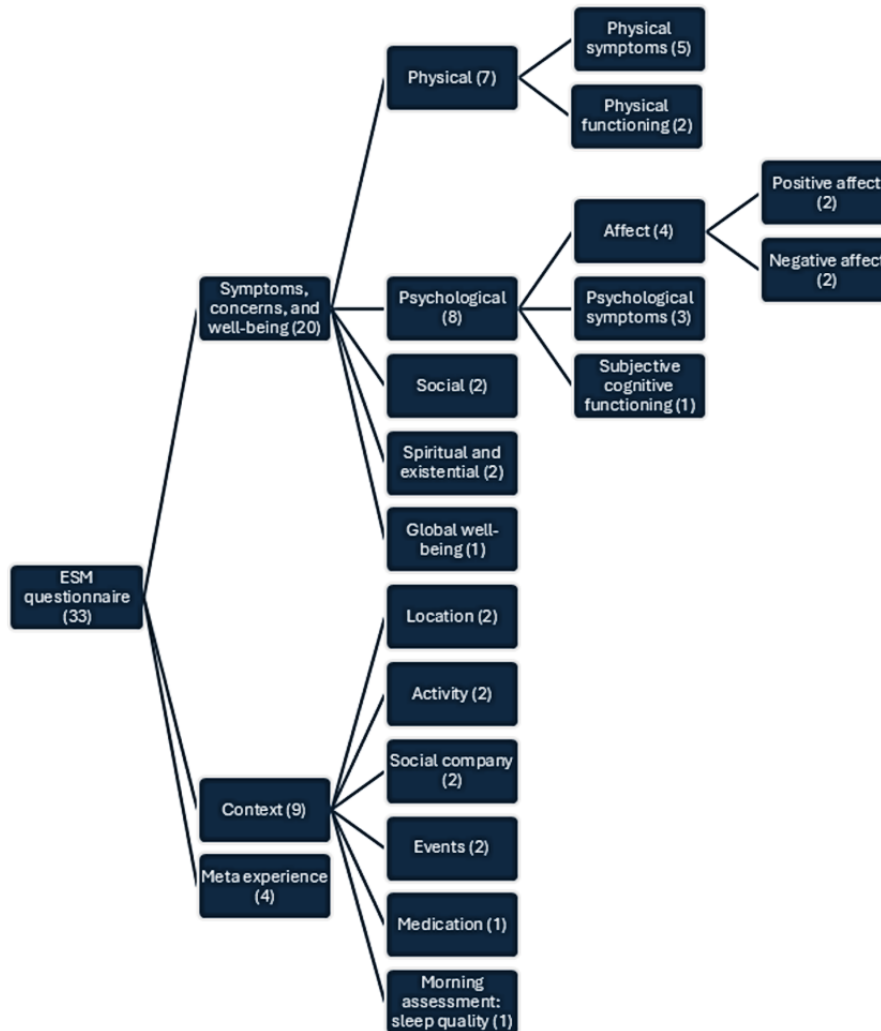 Physical
symptoms (5)
Physical (7)
Physical
functioning (2)
Positive affect
(2)
Affect (4)
Negative affect
(2)
Symptoms,
concerns, and
well-being (20)
Psychological
(8)
Psychological
symptoms (3)
Social (2)
Subjective
cognitive
functioning (1)
Spiritual and
existential (2)
Global well-
being (1)
ESM
questionnaire
(33)
Location (2)
Activity (2)
Social company
(2)
Context (9)
Events (2)
Meta experience
(4)
Medication (1)
Morning
assessment:
sleep quality (1)